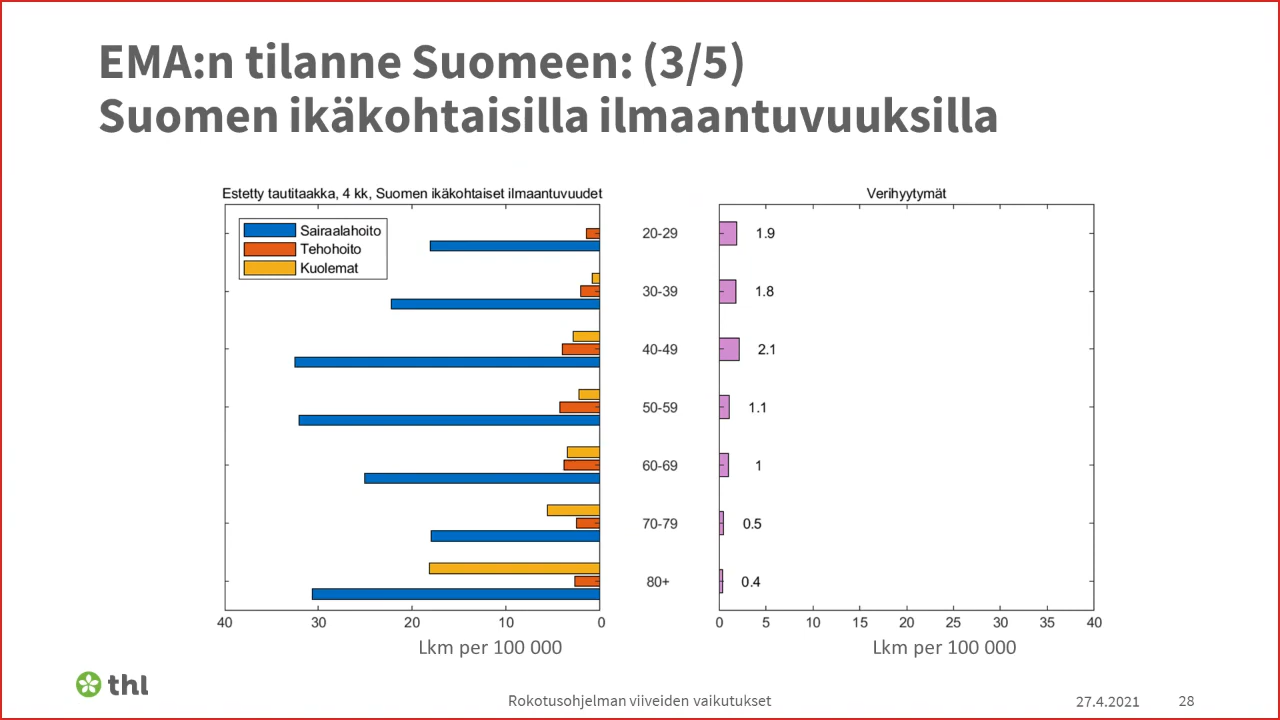 EMA:n tilanne Suomeen: (3/5)
Suomen ikäkohtaisilla ilmaantuvuuksilla
Estetty tautitaakka, 4 kk, Suomen ikäkohtaiset ilmaantuvuudet
Sairaalahoito
Tehohoito
Kuolemat
40 30 20 10 0
Lkm per 100 000
20-29
30-39
40-49
50-59
60-69
70-79
80+
Verihyytymät
1.9
1.8
2.1
1.1
1
0.5
0.4
0 5 10 15 20 25 30 35 40
Lkm per 100 000
thl
Rokotusohjelman viiveiden vaikutukset
27.4.2021
28